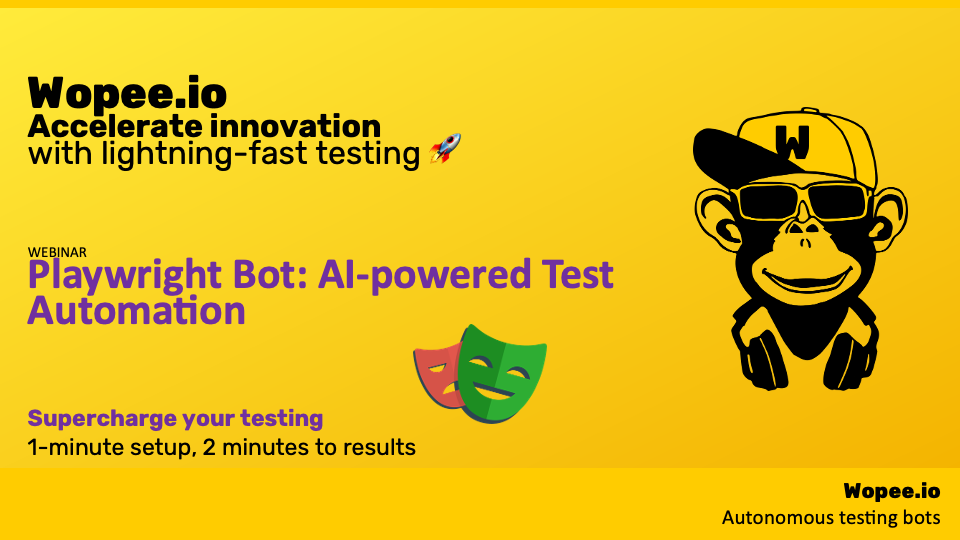 Wopee.io
Accelerate innovation
with lightning-fast testing 🚀
W
WEBINAR
Playwright Bot: AI-powered Test
Automation
Supercharge your testing
1-minute setup, 2 minutes to results
Wopee.io
Autonomous testing bots